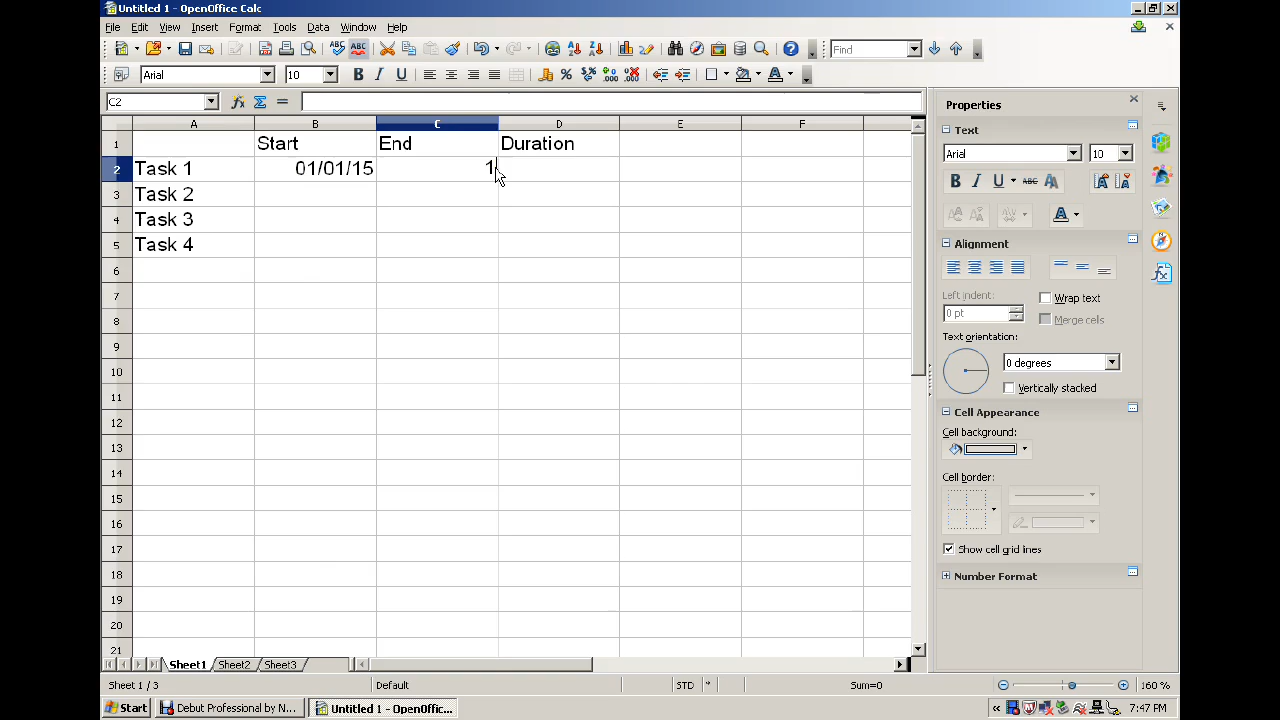 Untitled 1 - OpenOffice Calc
File Edit View Insert Format Tools Data Window Help
Find
Arial 10
C2
Properties
A B C D E F
Text
1 Start End Duration
Arial 10
2 Task 1 01/01/15 1
3 Task 2
4 Task 3
5 Task 4
Alignment
6
7
Left indent:
Wrap text
0 pt
Merge cells
8
Text orientation:
9
0 degrees
10
Vertically stacked
11
Cell Appearance
12
Cell background:
13
14
Cell border:
15
16
17
Show cell grid lines
18
Number Format
19
20
21
Sheet1 Sheet2 Sheet3
Sheet 1 / 3 Default STD * Sum=0 160 %
Start Debut Professional by N... Untitled 1 - OpenOffic... « 7:47 PM